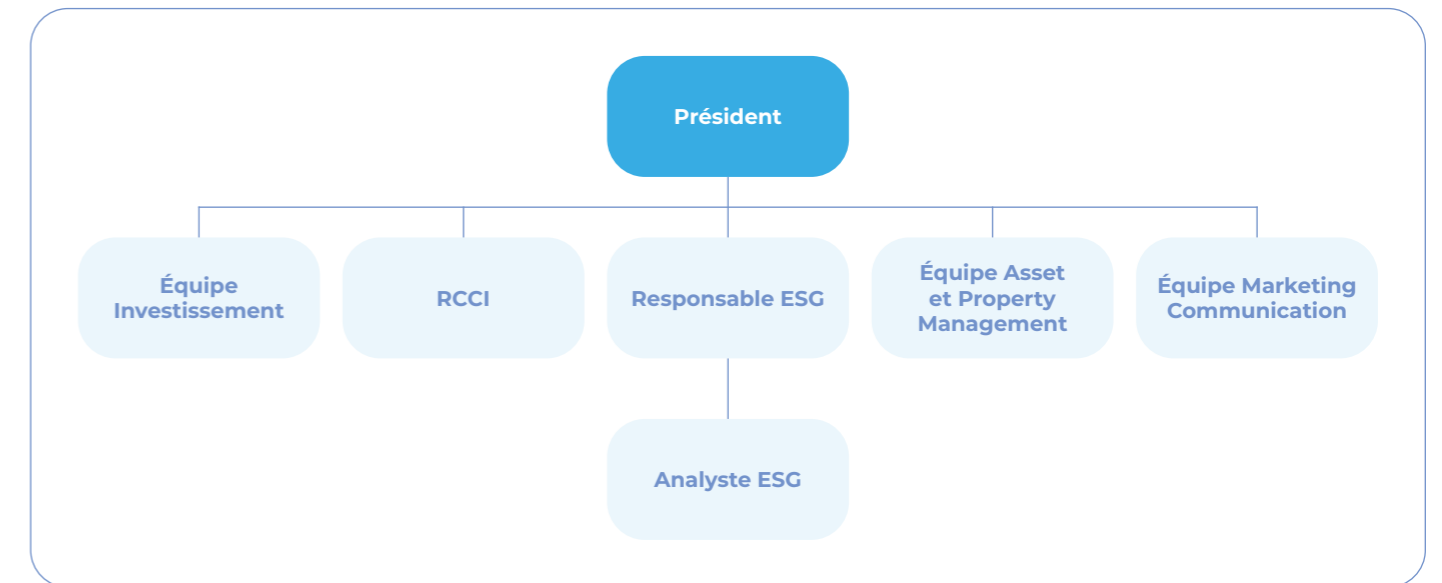 Président
Équipe
Investissement
RCCI
Responsable ESG
Équipe Asset
et Property
Management
Équipe Marketing
Communication
Analyste ESG